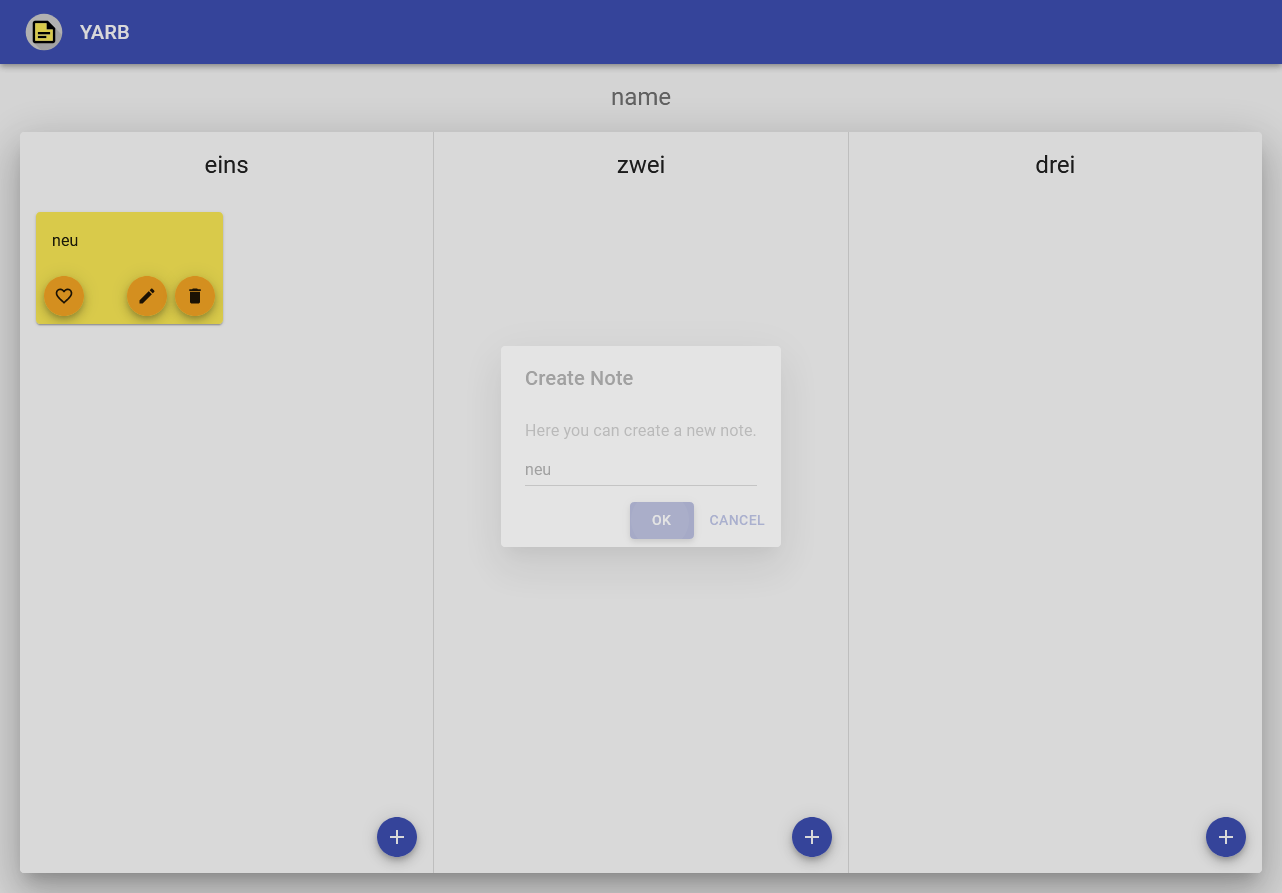 YARB
name
eins
zwei
drei
neu
Create Note
Here you can create a new note.
neu
OK CANCEL